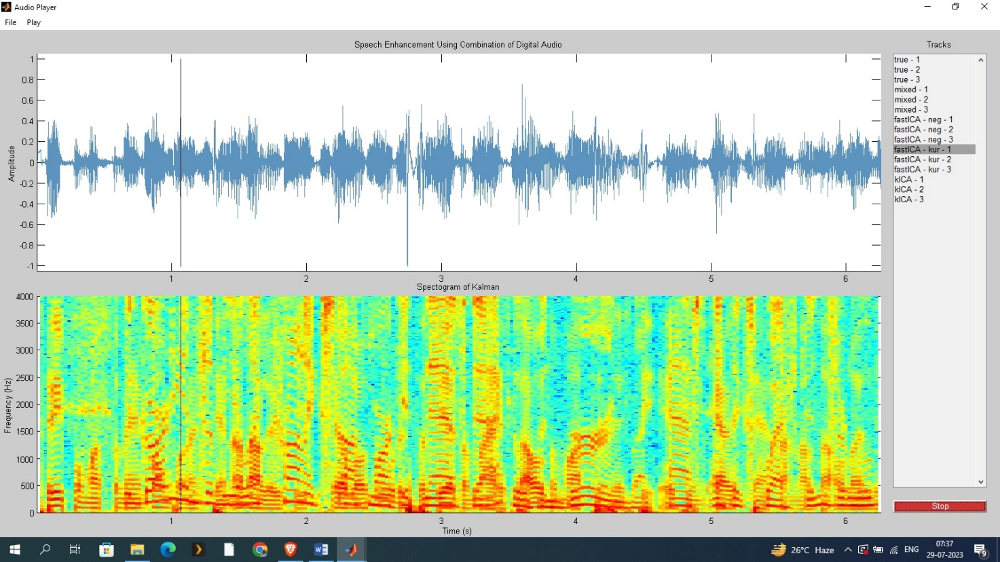 Audio Player
File Play
Speech Enhancement Using Combination of Digital Audio
Tracks
1
0.8
0.6
0.4
0.2
0
-0.2
-0.4
-0.6
-0.8
-1
Amplitude
1 2 3 4 5 6
true - 1
true - 2
true - 3
mixed - 1
mixed - 2
mixed - 3
fastICA - neg - 1
fastICA - neg - 2
fastICA - neg - 3
fastICA - kur - 1
fastICA - kur - 2
fastICA - kur - 3
kICA - 1
kICA - 2
kICA - 3
Spectogram of Kalman
4000
3500
3000
2500
2000
1500
1000
500
0
Frequency (Hz)
1 2 3 4 5 6
Time (s)
Stop
26°C Haze
ENG
07:37
29-07-2023
9